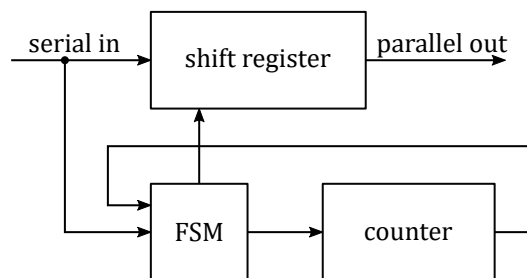 serial in
shift register
parallel out
FSM
counter